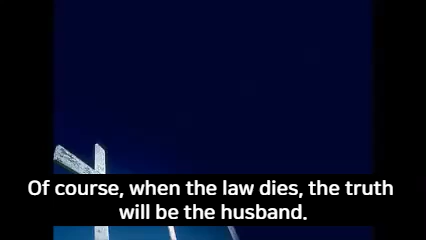 Of course, when the law dies, the truth
will be the husband.